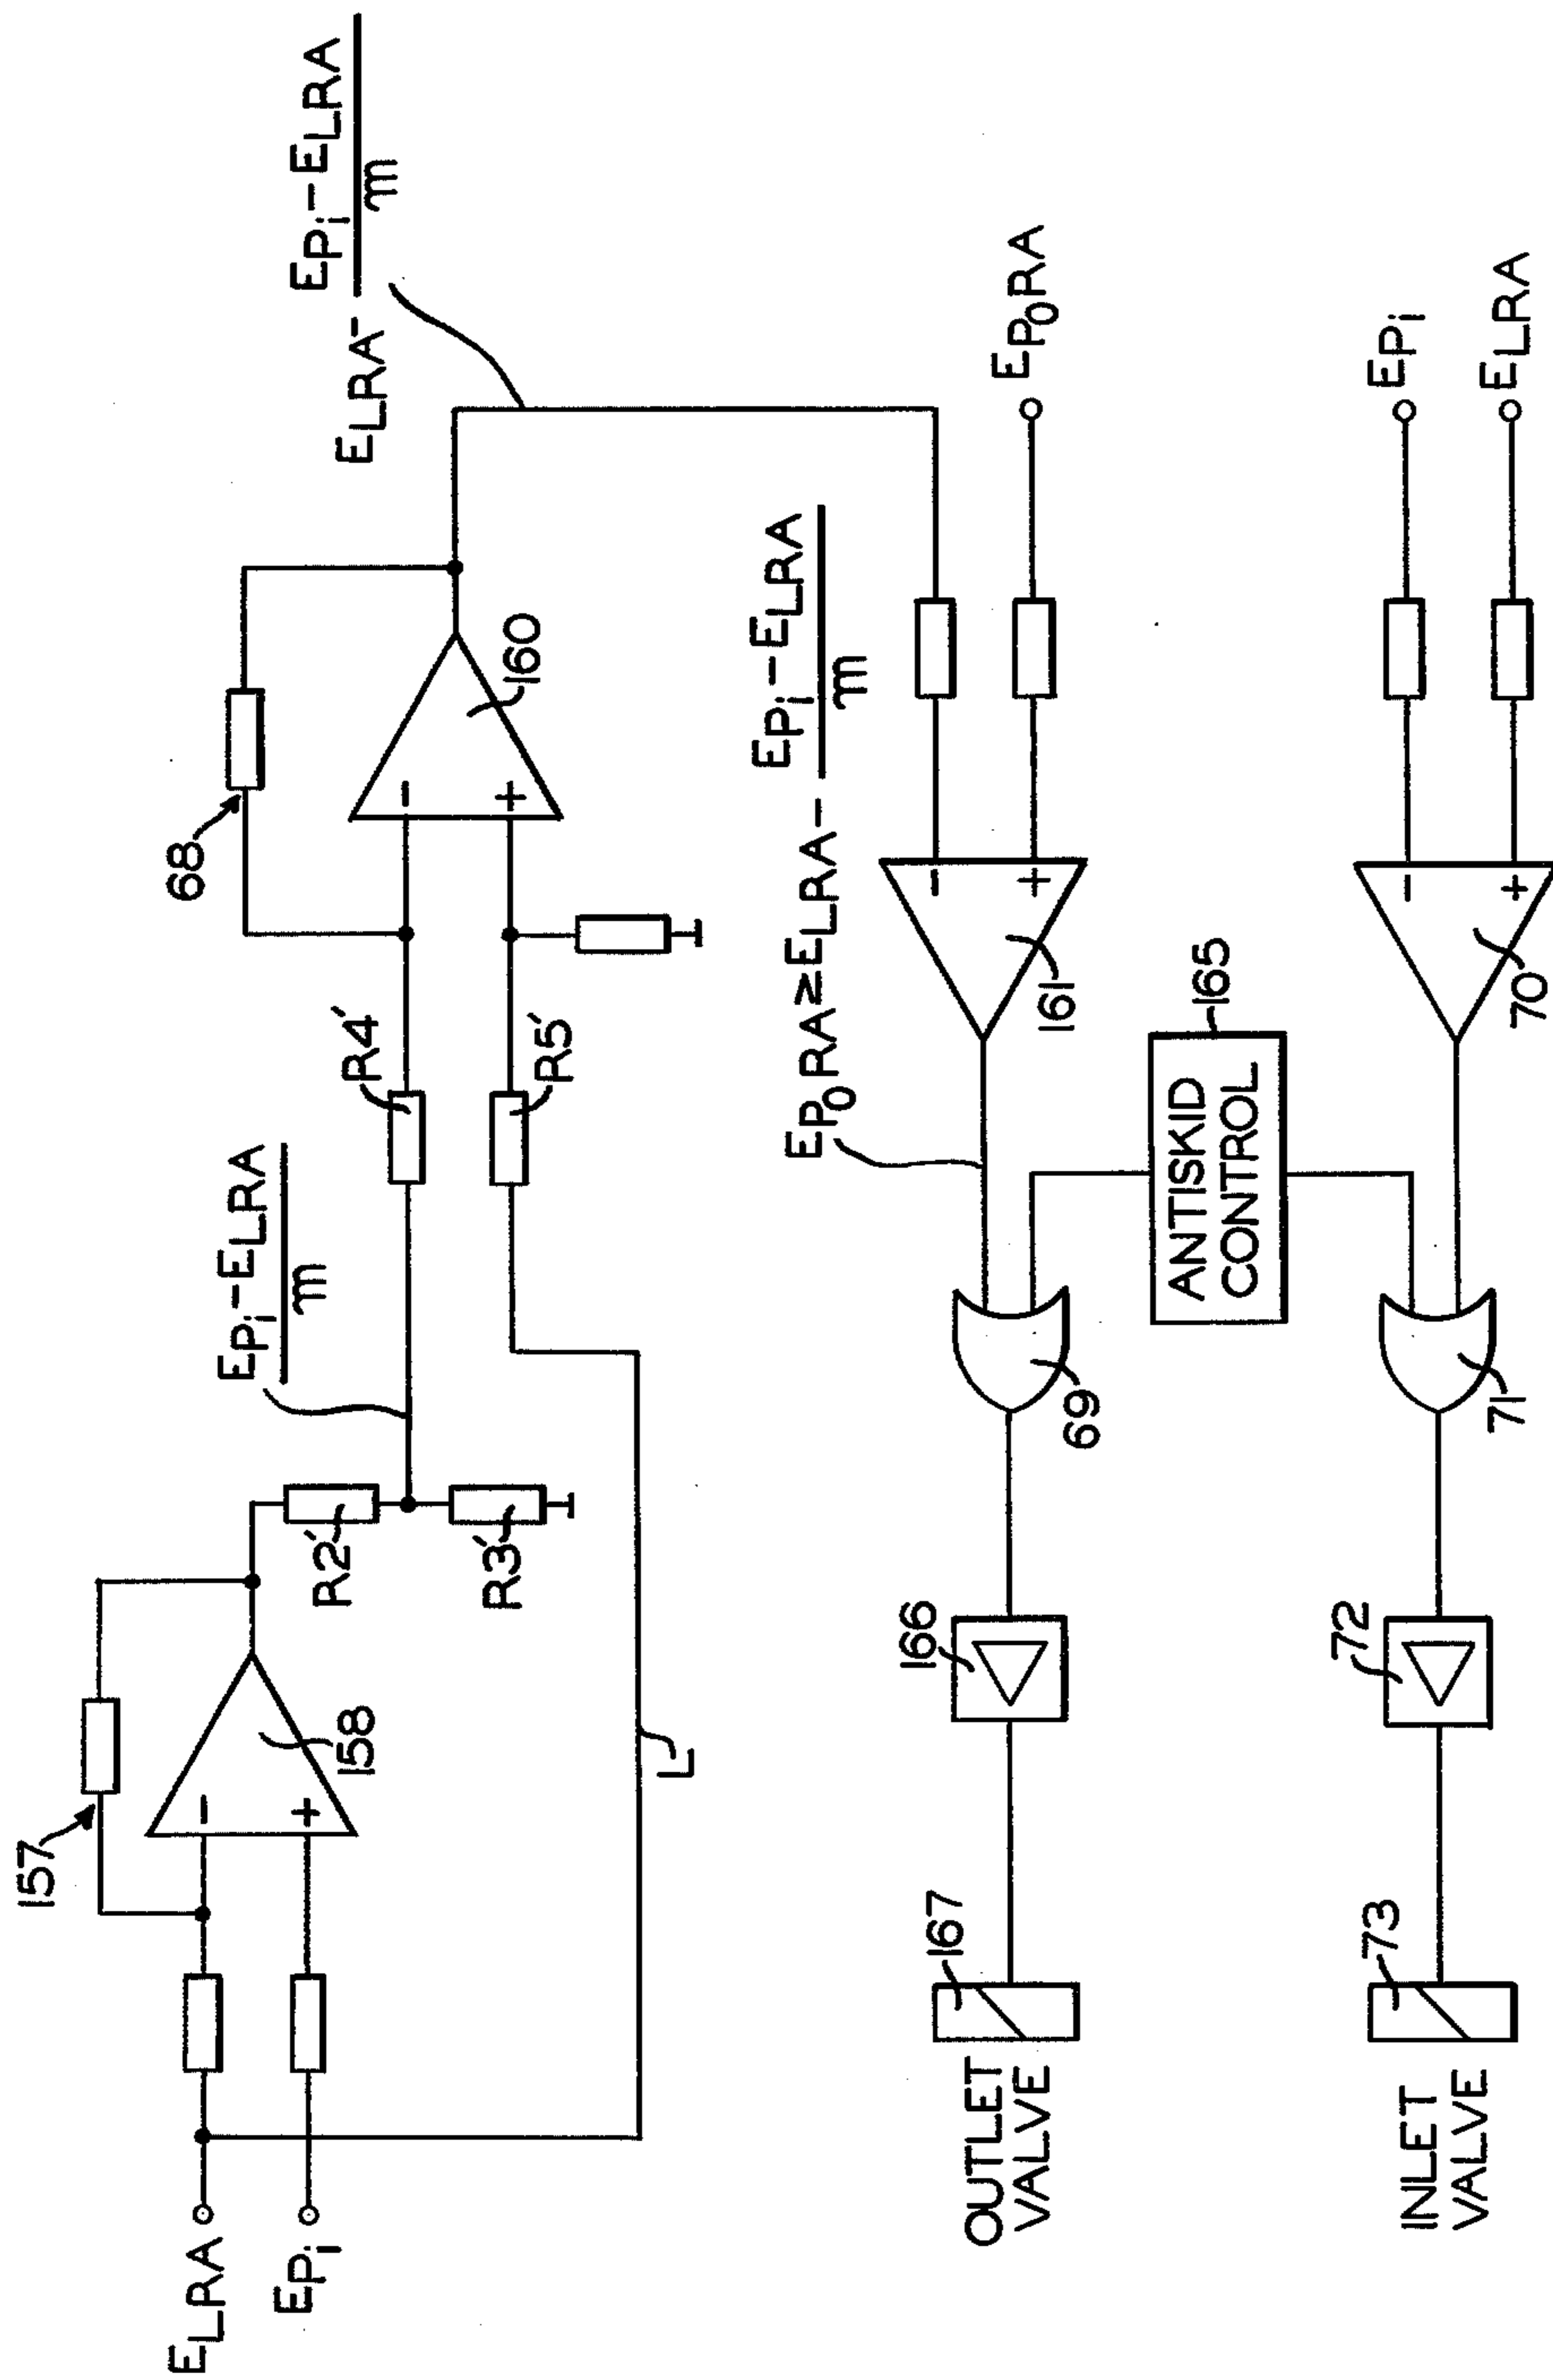 157
158
E_LRA
E_Pi
R2'
R3'
E_Pi - E_LRA
m
L
R4'
R5'
68
160
-
+
-
+
E_LRA - E_Pi - E_LRA
m
E_P0RA ≥ E_LRA - E_Pi - E_LRA
m
E_P0RA
-
+
161
69
166
167
OUTLET
VALVE
165
ANTISKID
CONTROL
E_Pi
E_LRA
-
+
70
71
72
73
INLET
VALVE